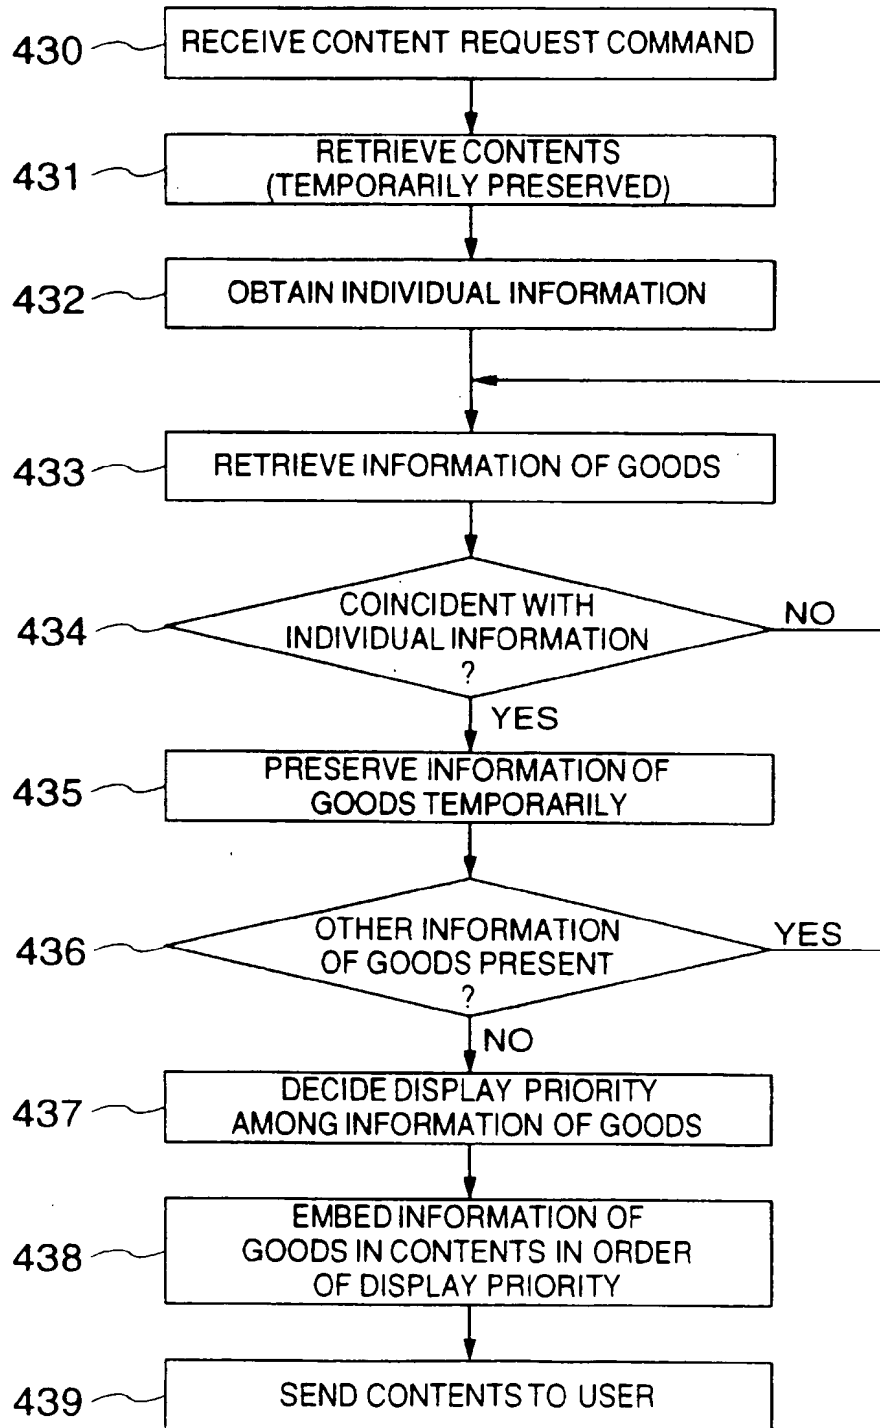 430 RECEIVE CONTENT REQUEST COMMAND
431 RETRIEVE CONTENTS
(TEMPORARILY PRESERVED)
432 OBTAIN INDIVIDUAL INFORMATION
433 RETRIEVE INFORMATION OF GOODS
434 COINCIDENT WITH
INDIVIDUAL INFORMATION
?
NO
YES
435 PRESERVE INFORMATION OF
GOODS TEMPORARILY
436 OTHER INFORMATION
OF GOODS PRESENT
?
YES
NO
437 DECIDE DISPLAY PRIORITY
AMONG INFORMATION OF GOODS
438 EMBED INFORMATION OF
GOODS IN CONTENTS IN ORDER
OF DISPLAY PRIORITY
439 SEND CONTENTS TO USER